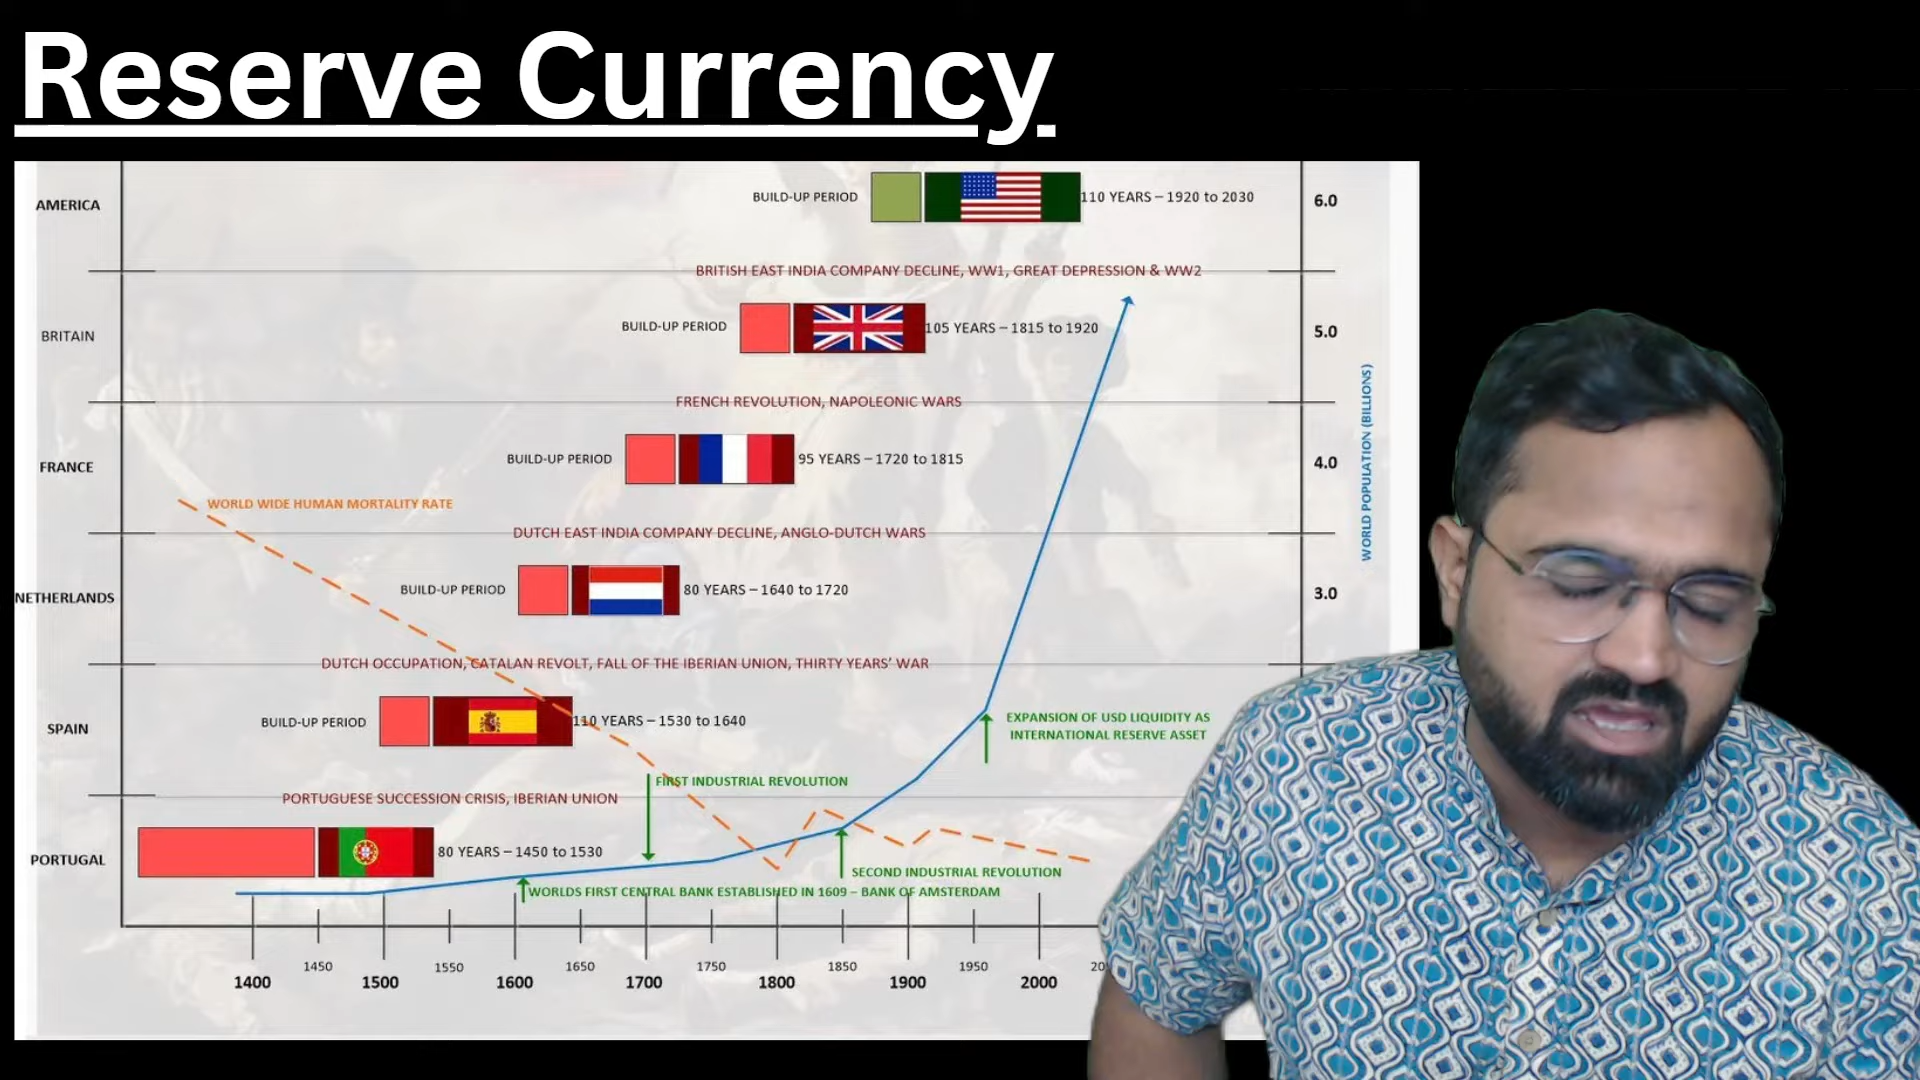 Reserve Currency
AMERICA
BUILD-UP PERIOD
110 YEARS – 1920 to 2030
6.0
BRITISH EAST INDIA COMPANY DECLINE, WW1, GREAT DEPRESSION & WW2
BRITAIN
BUILD-UP PERIOD
105 YEARS – 1815 to 1920
5.0
FRENCH REVOLUTION, NAPOLEONIC WARS
FRANCE
BUILD-UP PERIOD
95 YEARS – 1720 to 1815
4.0
WORLD POPULATION (BILLIONS)
WORLD WIDE HUMAN MORTALITY RATE
DUTCH EAST INDIA COMPANY DECLINE, ANGLO-DUTCH WARS
NETHERLANDS
BUILD-UP PERIOD
80 YEARS – 1640 to 1720
3.0
DUTCH OCCUPATION, CATALAN REVOLT, FALL OF THE IBERIAN UNION, THIRTY YEARS' WAR
SPAIN
BUILD-UP PERIOD
110 YEARS – 1530 to 1640
EXPANSION OF USD LIQUIDITY AS
INTERNATIONAL RESERVE ASSET
FIRST INDUSTRIAL REVOLUTION
PORTUGUESE SUCCESSION CRISIS, IBERIAN UNION
PORTUGAL
80 YEARS – 1450 to 1530
SECOND INDUSTRIAL REVOLUTION
WORLDS FIRST CENTRAL BANK ESTABLISHED IN 1609 – BANK OF AMSTERDAM
1450 1550 1650 1750 1850 1950 20
1400 1500 1600 1700 1800 1900 2000